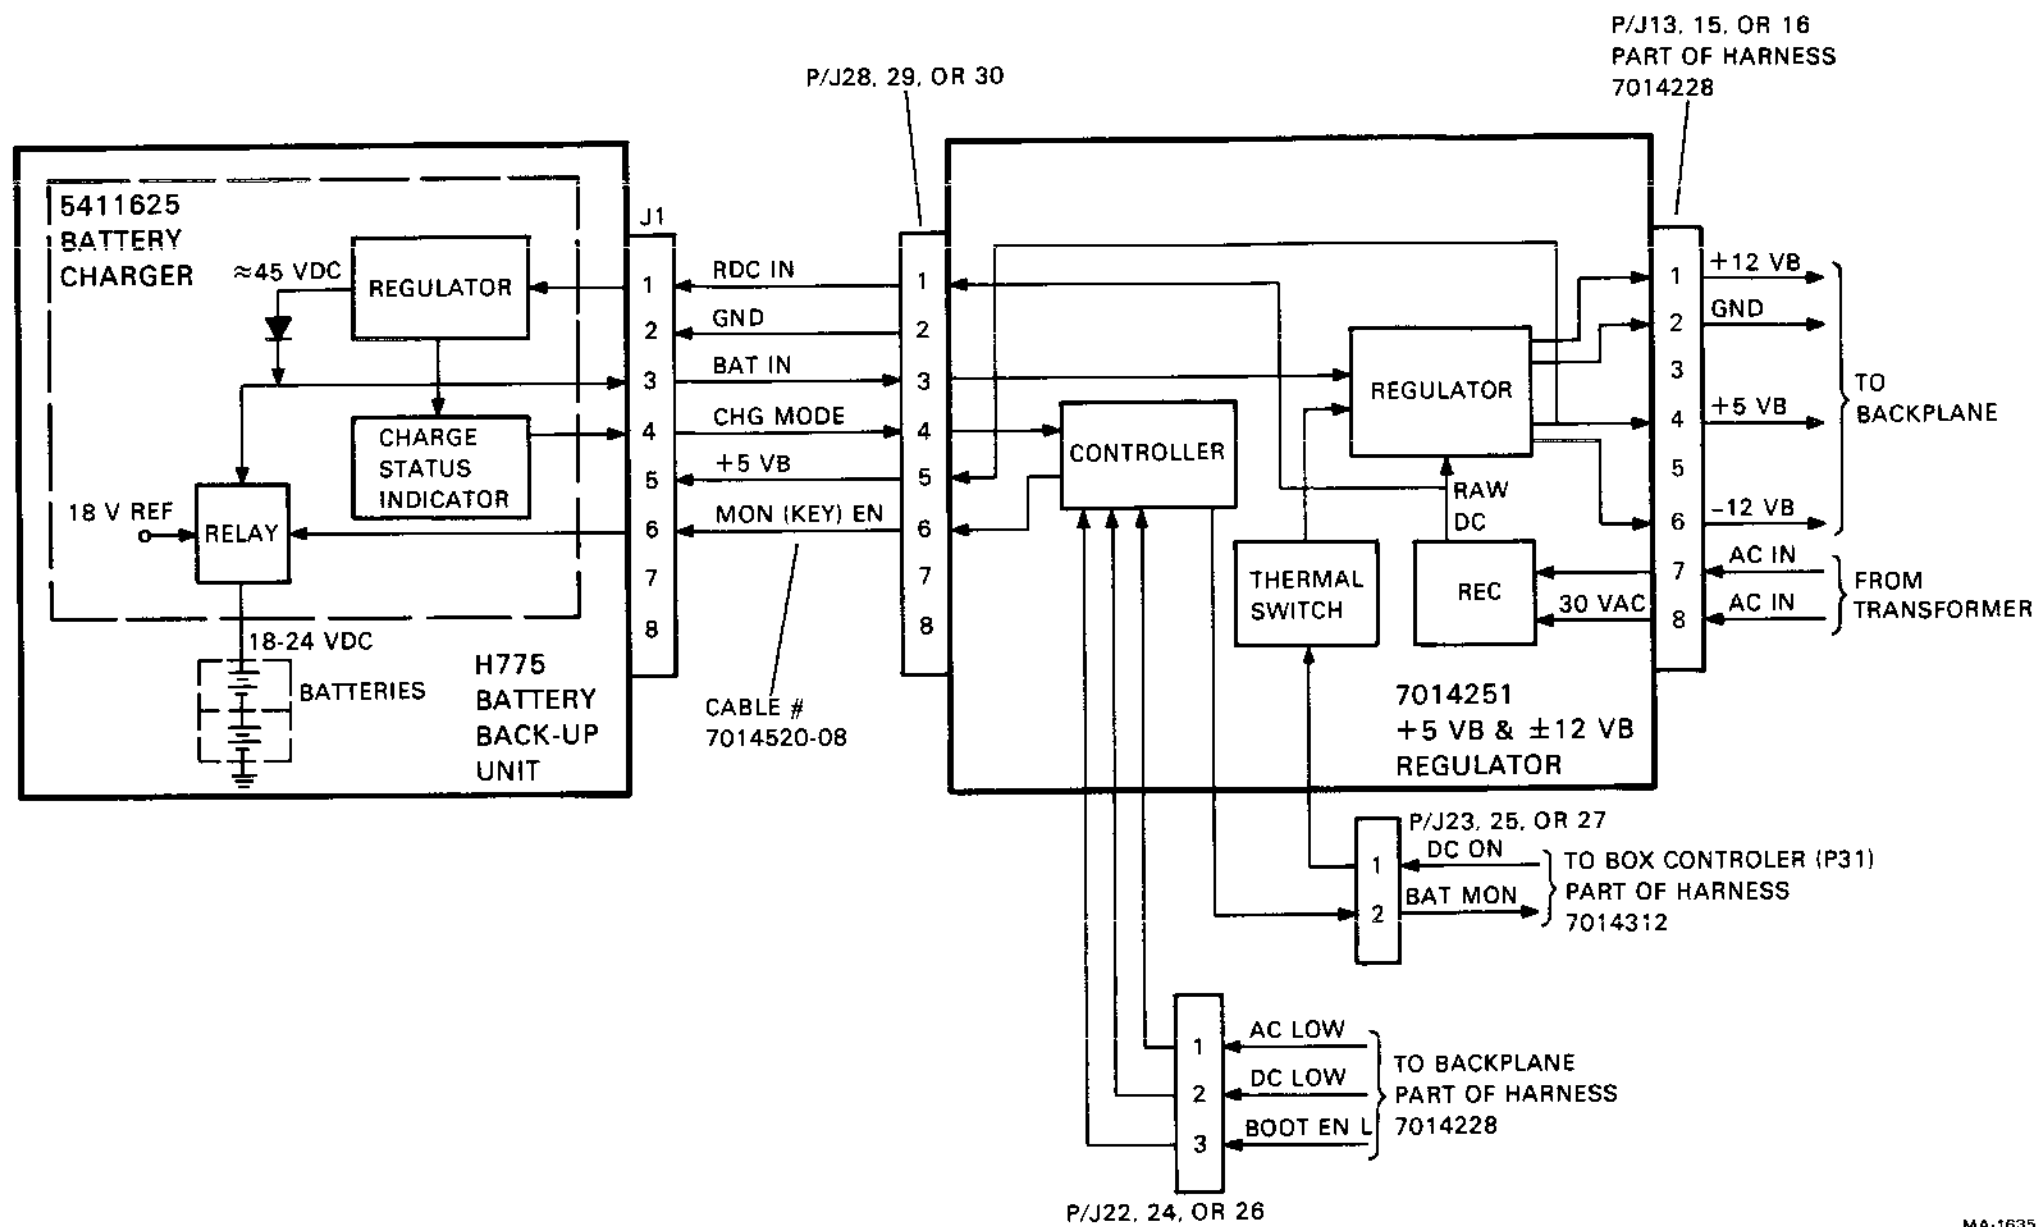 P/J13, 15, OR 16
PART OF HARNESS
7014228
P/J28, 29, OR 30
5411625
BATTERY
CHARGER
≈45 VDC
REGULATOR
CHARGE
STATUS
INDICATOR
18 V REF
RELAY
18-24 VDC
BATTERIES
H775
BATTERY
BACK-UP
UNIT
J1
1
2
3
4
5
6
7
8
RDC IN
GND
BAT IN
CHG MODE
+5 VB
MON (KEY) EN
CABLE #
7014520-08
1
2
3
4
5
6
7
8
CONTROLLER
REGULATOR
RAW
DC
THERMAL
SWITCH
REC
30 VAC
7014251
+5 VB & ±12 VB
REGULATOR
1
2
3
4
5
6
7
8
+12 VB
GND
+5 VB
-12 VB
AC IN
AC IN
TO
BACKPLANE
FROM
TRANSFORMER
P/J23, 25, OR 27
1
2
DC ON
BAT MON
TO BOX CONTROLER (P31)
PART OF HARNESS
7014312
1
2
3
AC LOW
DC LOW
BOOT EN L
TO BACKPLANE
PART OF HARNESS
7014228
P/J22, 24, OR 26
MA-1635